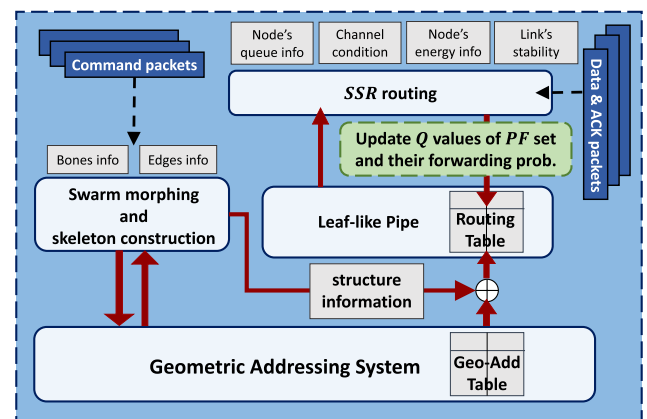 Node's
queue info
Channel
condition
Node's
energy info
Link's
stability
Command packets
Data & ACK packets
SSR routing
Update Q values of PF set
and their forwarding prob.
Bones info
Edges info
Swarm morphing
and
skeleton construction
Leaf-like Pipe
Routing
Table
structure
information
Geometric Addressing System
Geo-Add
Table